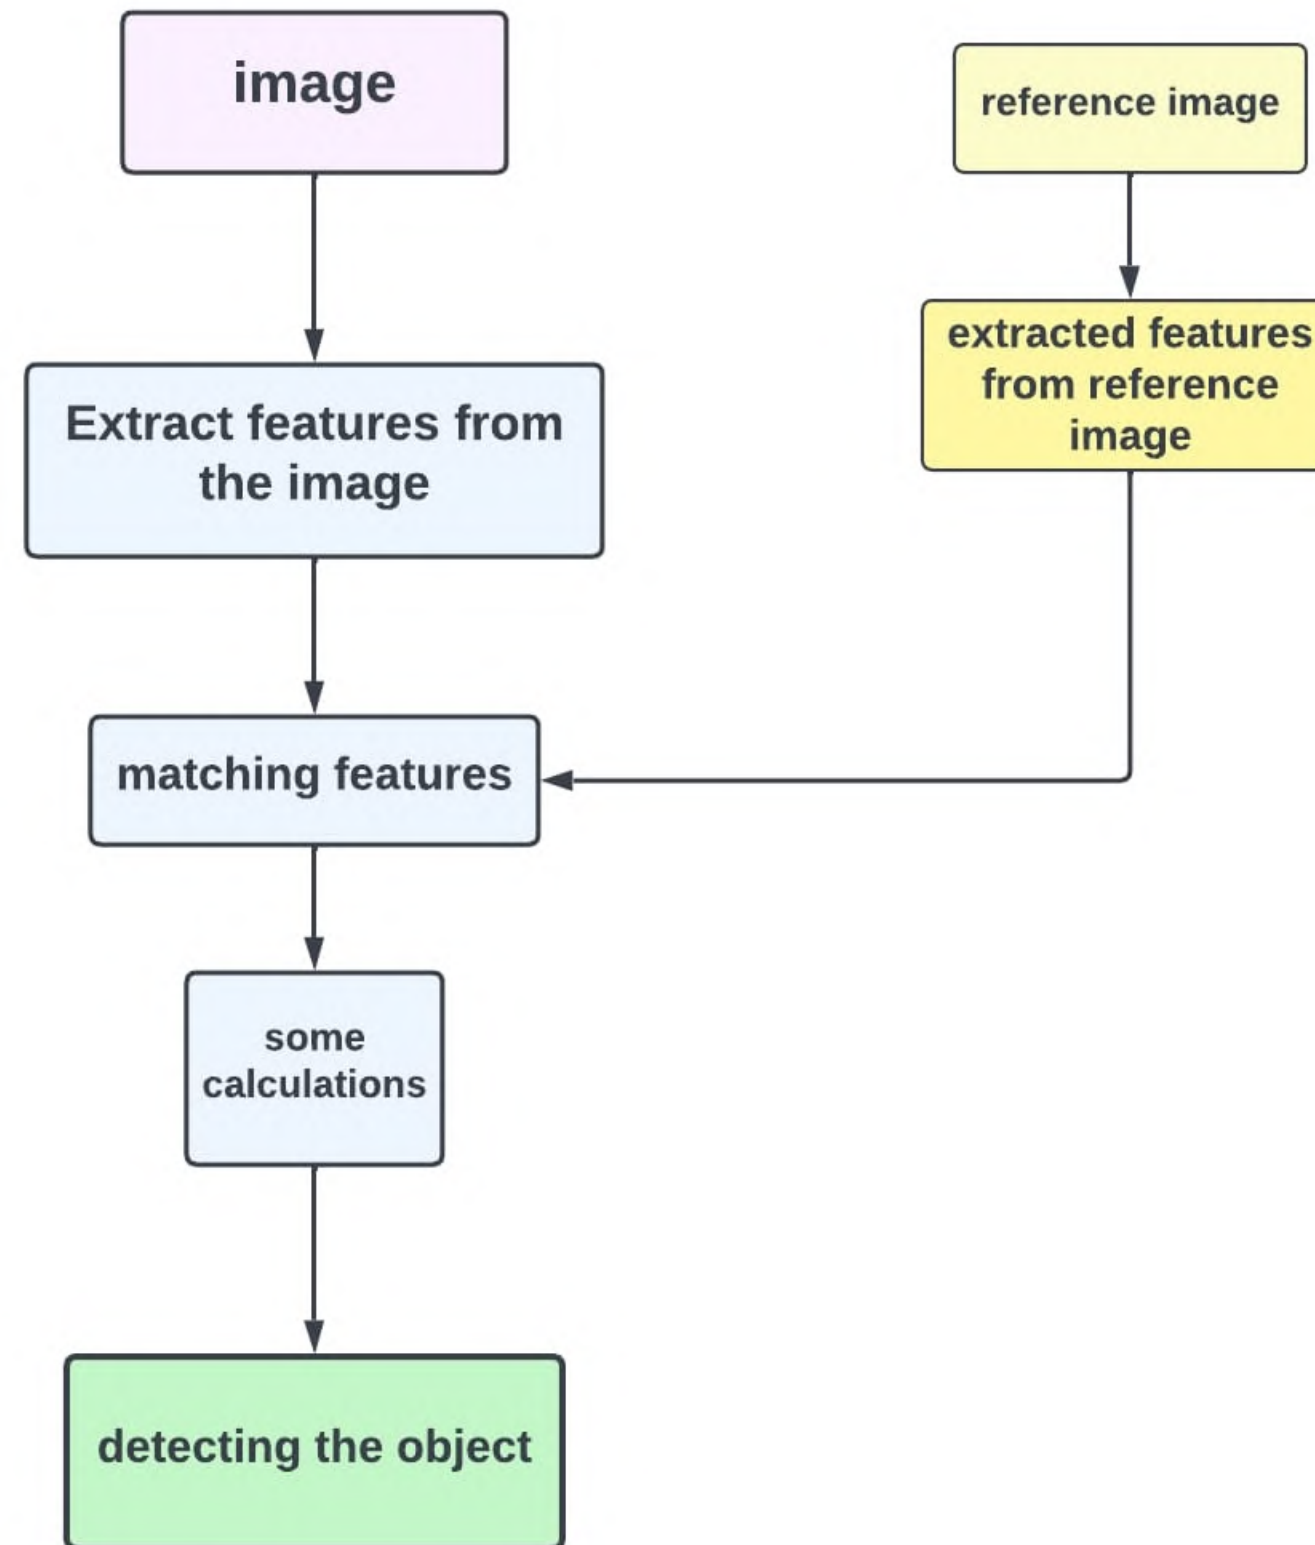 image
reference image
extracted features
from reference
image
Extract features from
the image
matching features
some
calculations
detecting the object